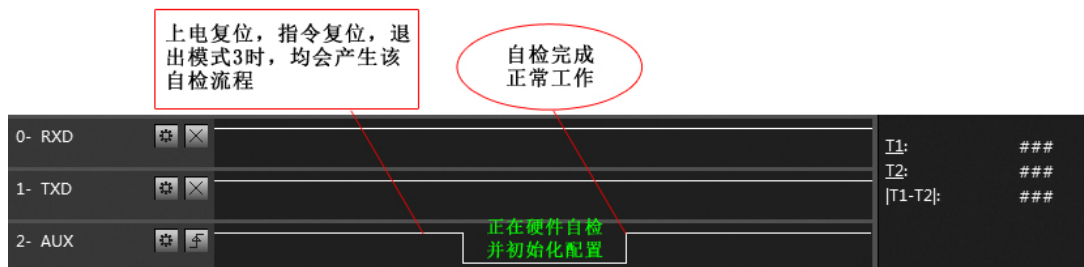 上电复位，指令复位，退
出模式3时，均会产生该
自检流程
自检完成
正常工作
0- RXD
T1: ###
T2: ###
1- TXD
|T1-T2|: ###
2- AUX
正在硬件自检
并初始化配置